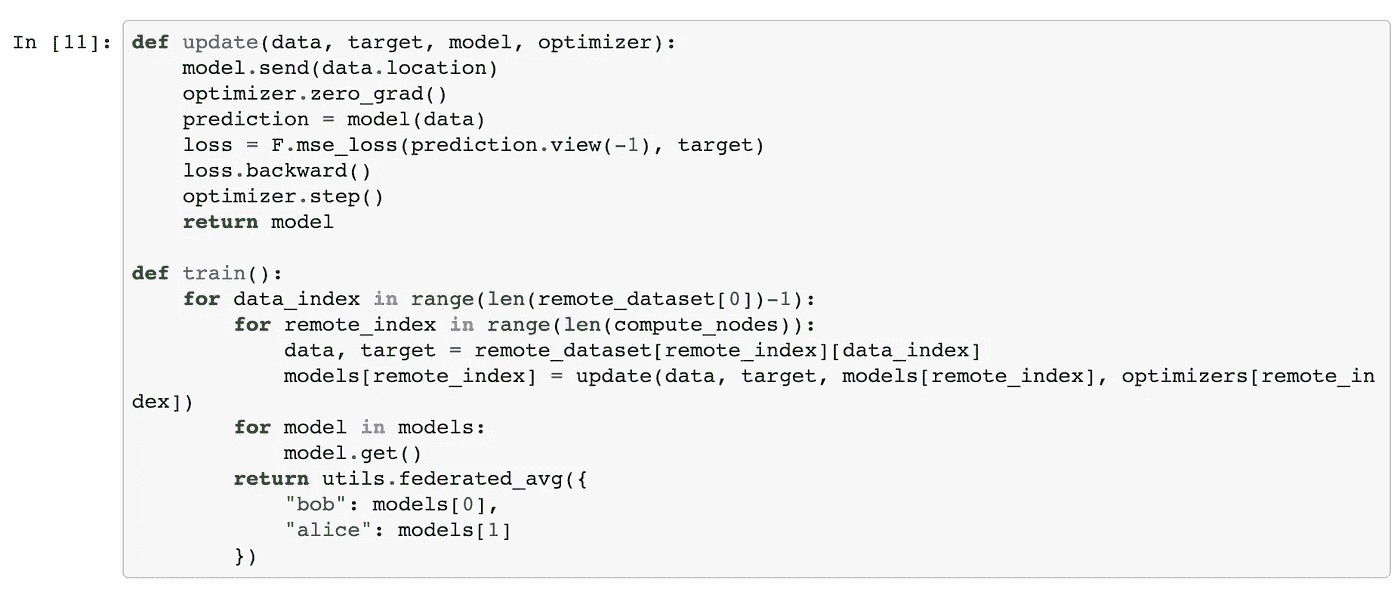 In [11]: def update(data, target, model, optimizer):
    model.send(data.location)
    optimizer.zero_grad()
    prediction = model(data)
    loss = F.mse_loss(prediction.view(-1), target)
    loss.backward()
    optimizer.step()
    return model

def train():
    for data_index in range(len(remote_dataset[0])-1):
        for remote_index in range(len(compute_nodes)):
            data, target = remote_dataset[remote_index][data_index]
            models[remote_index] = update(data, target, models[remote_index], optimizers[remote_in
dex])
        for model in models:
            model.get()
        return utils.federated_avg({
            "bob": models[0],
            "alice": models[1]
        })